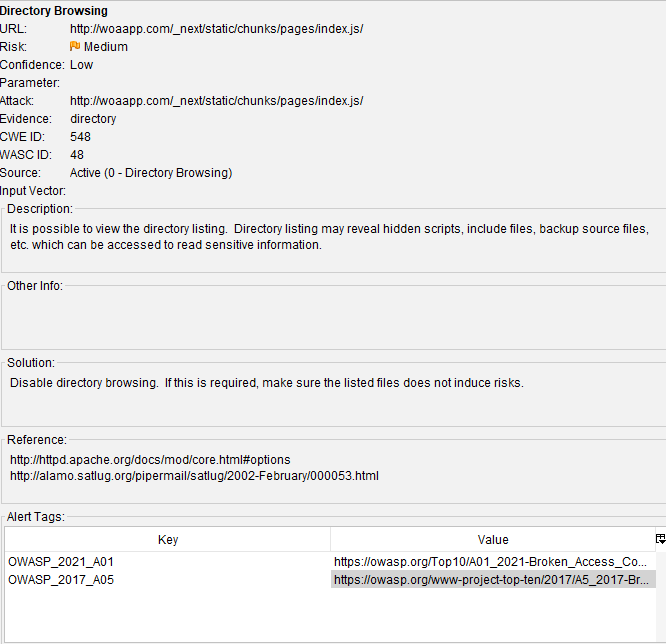 Directory Browsing
URL: http://woaapp.com/_next/static/chunks/pages/index.js/
Risk: Medium
Confidence: Low
Parameter:
Attack: http://woaapp.com/_next/static/chunks/pages/index.js/
Evidence: directory
CWE ID: 548
WASC ID: 48
Source: Active (0 - Directory Browsing)
Input Vector:
Description:
It is possible to view the directory listing.  Directory listing may reveal hidden scripts, include files, backup source files,
etc. which can be accessed to read sensitive information.
Other Info:
Solution:
Disable directory browsing.  If this is required, make sure the listed files does not induce risks.
Reference:
http://httpd.apache.org/docs/mod/core.html#options
http://alamo.satlug.org/pipermail/satlug/2002-February/000053.html
Alert Tags:
Key Value
OWASP_2021_A01 https://owasp.org/Top10/A01_2021-Broken_Access_Co...
OWASP_2017_A05 https://owasp.org/www-project-top-ten/2017/A5_2017-Br...